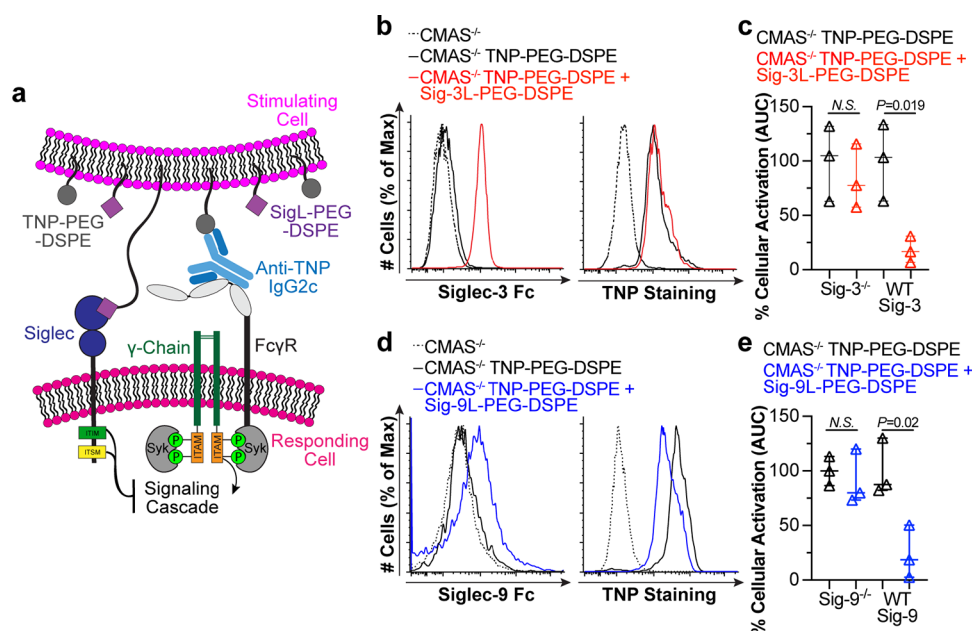 a
Stimulating
Cell
TNP-PEG
-DSPE
SigL-PEG
-DSPE
Anti-TNP
IgG2c
Siglec
γ-Chain
FcγR
ITIM
ITSM
Syk
P
P
ITAM
ITAM
P
P
Syk
Responding
Cell
Signaling
Cascade
b
CMAS-/-
CMAS-/- TNP-PEG-DSPE
CMAS-/- TNP-PEG-DSPE +
Sig-3L-PEG-DSPE
# Cells (% of Max)
Siglec-3 Fc
TNP Staining
c
CMAS-/- TNP-PEG-DSPE
CMAS-/- TNP-PEG-DSPE +
Sig-3L-PEG-DSPE
% Cellular Activation (AUC)
150
100
50
0
N.S.
P=0.019
Sig-3-/-
WT
Sig-3
d
CMAS-/-
CMAS-/- TNP-PEG-DSPE
CMAS-/- TNP-PEG-DSPE +
Sig-9L-PEG-DSPE
# Cells (% of Max)
Siglec-9 Fc
TNP Staining
e
CMAS-/- TNP-PEG-DSPE
CMAS-/- TNP-PEG-DSPE +
Sig-9L-PEG-DSPE
% Cellular Activation (AUC)
150
100
50
0
N.S.
P=0.02
Sig-9-/-
WT
Sig-9